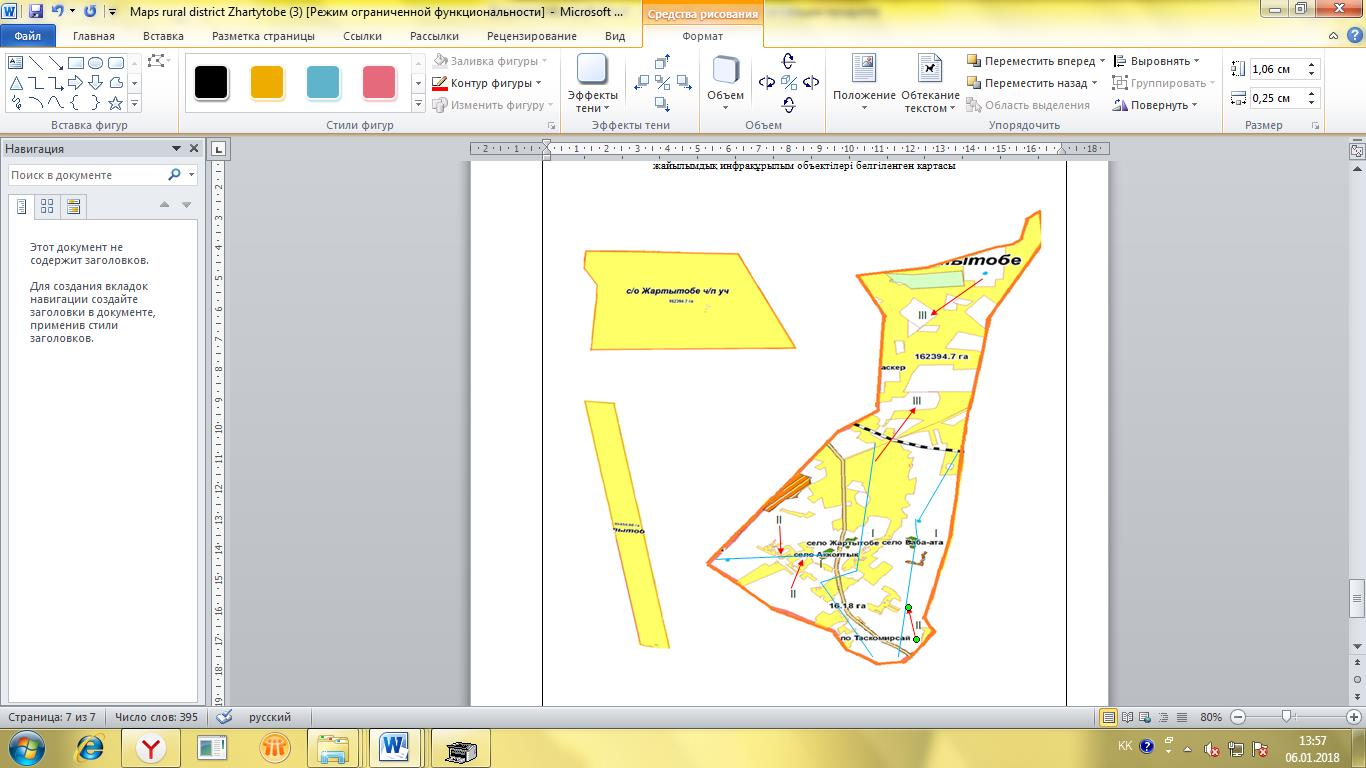 Maps rural district Zhartytobe (3) [Режим ограниченной функциональности] - Microsoft ...
Средства рисования
Файл Главная Вставка Разметка страницы Ссылки Рассылки Рецензирование Вид Формат
Заливка фигуры
Контур фигуры
Изменить фигуру
Эффекты тени
Объем
Положение
Обтекание текстом
Переместить вперед
Переместить назад
Область выделения
Выровнять
Группировать
Повернуть
1,06 см
0,25 см
Вставка фигур
Стили фигур
Эффекты тени
Объем
Упорядочить
Размер
Навигация
Поиск в документе
Этот документ не
содержит заголовков.
Для создания вкладок
навигации создайте
заголовки в документе,
применив стили
заголовков.
жайылымдық инфрақұрылым объектілері белгіленген картасы
с/о Жартытобе ч/п уч
162394.7 га
ытобе
III
162394.7 га
аскер
III
II
I
I
село Жартытобе
село Баба-ата
село Акколтык
I
II
16.18 га
II
ло Таскомирсай
ытоб
Страница: 7 из 7
Число слов: 395
русский
80%
KK
13:57
06.01.2018